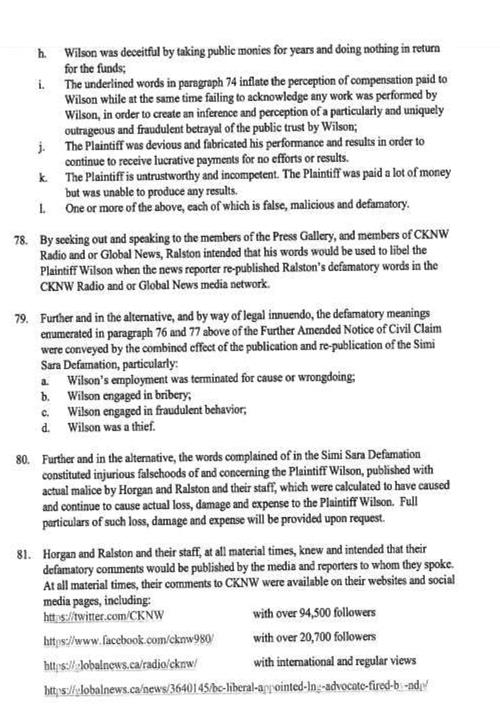 h. Wilson was deceitful by taking public monies for years and doing nothing in return
for the funds;
i. The underlined words in paragraph 74 inflate the perception of compensation paid to
Wilson while at the same time failing to acknowledge any work was performed by
Wilson, in order to create an inference and perception of a particularly and uniquely
outrageous and fraudulent betrayal of the public trust by Wilson;
j. The Plaintiff was devious and fabricated his performance and results in order to
continue to receive lucrative payments for no efforts or results.
k. The Plaintiff is untrustworthy and incompetent. The Plaintiff was paid a lot of money
but was unable to produce any results.
l. One or more of the above, each of which is false, malicious and defamatory.
78. By seeking out and speaking to the members of the Press Gallery, and members of CKNW
Radio and or Global News, Ralston intended that his words would be used to libel the
Plaintiff Wilson when the news reporter re-published Ralston's defamatory words in the
CKNW Radio and or Global News media network.
79. Further and in the alternative, and by way of legal innuendo, the defamatory meanings
enumerated in paragraph 76 and 77 above of the Further Amended Notice of Civil Claim
were conveyed by the combined effect of the publication and re-publication of the Simi
Sara Defamation, particularly:
a. Wilson's employment was terminated for cause or wrongdoing;
b. Wilson engaged in bribery;
c. Wilson engaged in fraudulent behavior;
d. Wilson was a thief.
80. Further and in the alternative, the words complained of in the Simi Sara Defamation
constituted injurious falsehoods of and concerning the Plaintiff Wilson, published with
actual malice by Horgan and Ralston and their staff, which were calculated to have caused
and continue to cause actual loss, damage and expense to the Plaintiff Wilson. Full
particulars of such loss, damage and expense will be provided upon request.
81. Horgan and Ralston and their staff, at all material times, knew and intended that their
defamatory comments would be published by the media and reporters to whom they spoke.
At all material times, their comments to CKNW were available on their websites and social
media pages, including:
https://twitter.com/CKNW with over 94,500 followers
https://www.facebook.com/cknw980/ with over 20,700 followers
https://globalnews.ca/radio/cknw/ with international and regular views
https://globalnews.ca/news/3640145/bc-liberal-appointed-lng-advocate-fired-by-ndp/